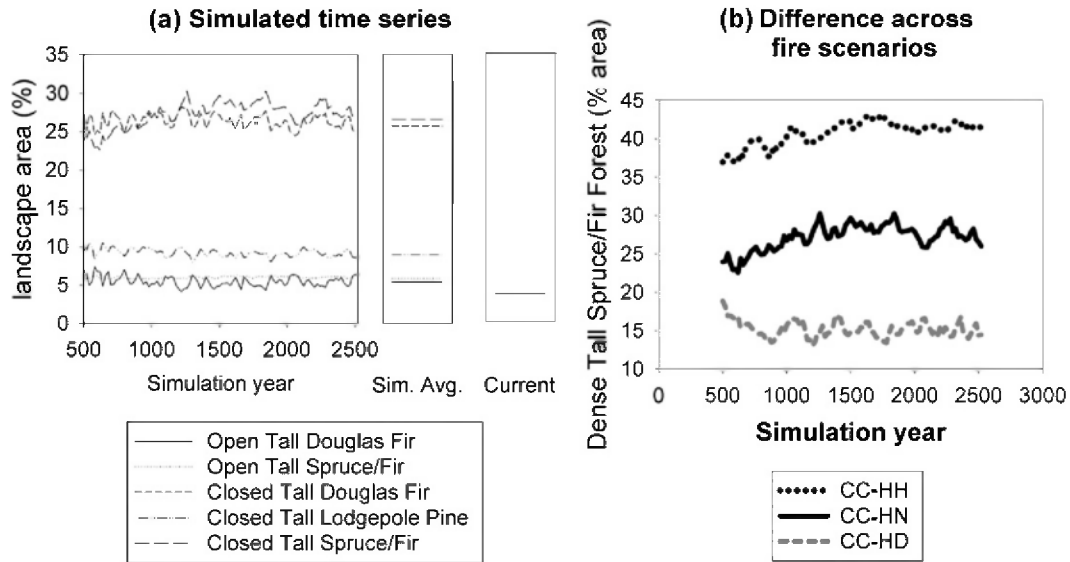 (a) Simulated time series
landscape area (%)
35
30
25
20
15
10
5
0
500
1000
1500
2000
2500
Simulation year
Sim. Avg.
Current
Open Tall Douglas Fir
Open Tall Spruce/Fir
Closed Tall Douglas Fir
Closed Tall Lodgepole Pine
Closed Tall Spruce/Fir
(b) Difference across
fire scenarios
Dense Tall Spruce/Fir Forest (% area)
45
40
35
30
25
20
15
10
0
500
1000
1500
2000
2500
3000
Simulation year
CC-HH
CC-HN
CC-HD